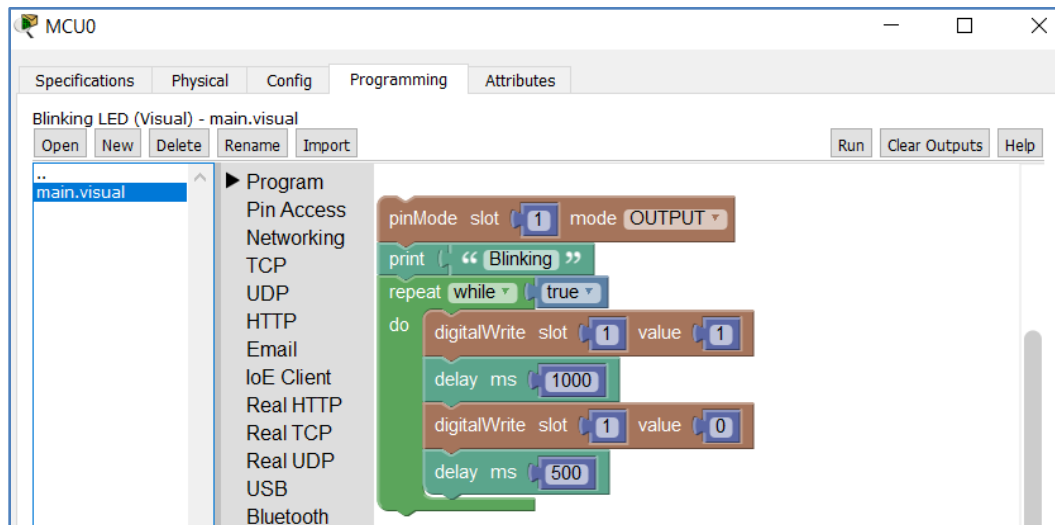 MCU0
Specifications Physical Config Programming Attributes
Blinking LED (Visual) - main.visual
Open New Delete Rename Import Run Clear Outputs Help
..
main.visual
Program
Pin Access
Networking
TCP
UDP
HTTP
Email
IoE Client
Real HTTP
Real TCP
Real UDP
USB
Bluetooth
pinMode slot 1 mode OUTPUT
print “ Blinking ”
repeat while true
do
digitalWrite slot 1 value 1
delay ms 1000
digitalWrite slot 1 value 0
delay ms 500